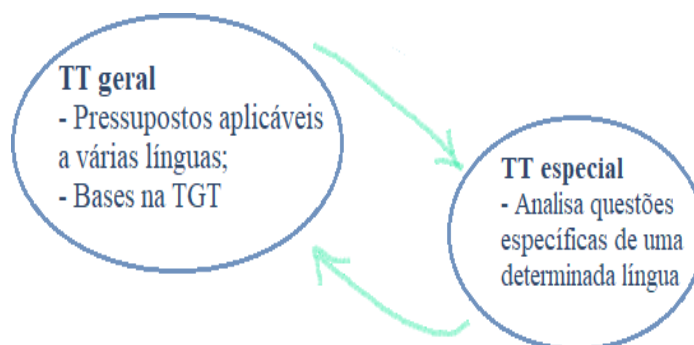 TT geral
- Pressupostos aplicáveis
a várias línguas;
- Bases na TGT
TT especial
- Analisa questões
específicas de uma
determinada língua